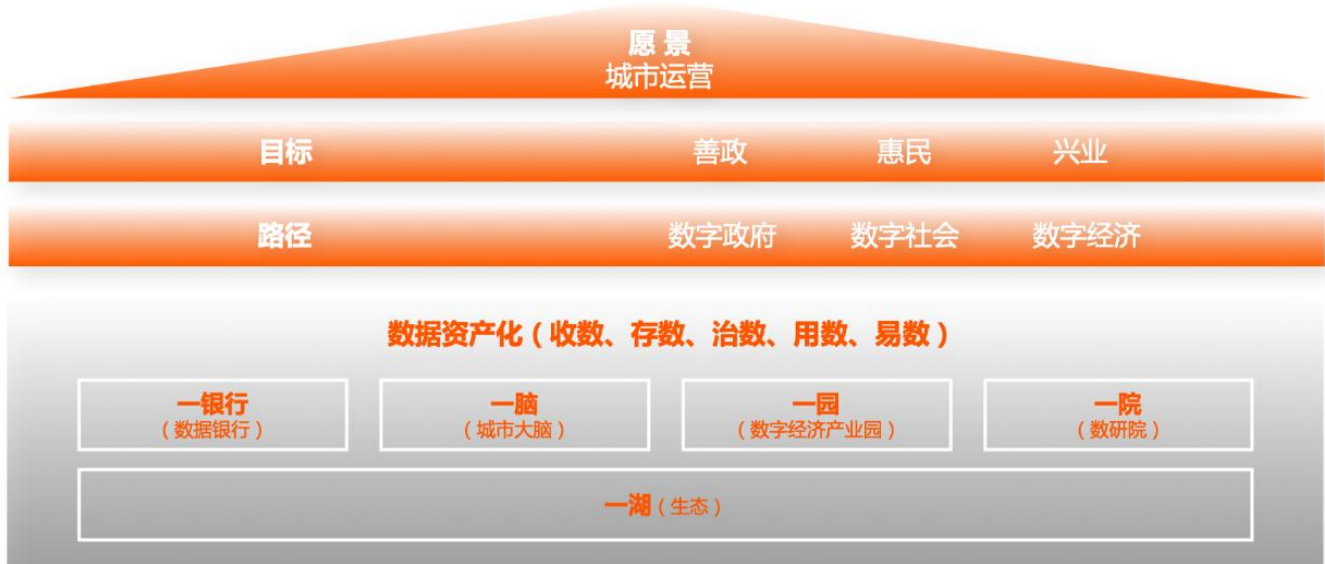 愿 景
城市运营
目标 善政 惠民 兴业
路径 数字政府 数字社会 数字经济
数据资产化（收数、存数、治数、用数、易数）
一银行
（数据银行）
一脑
（城市大脑）
一园
（数字经济产业园）
一院
（数研院）
一湖（生态）